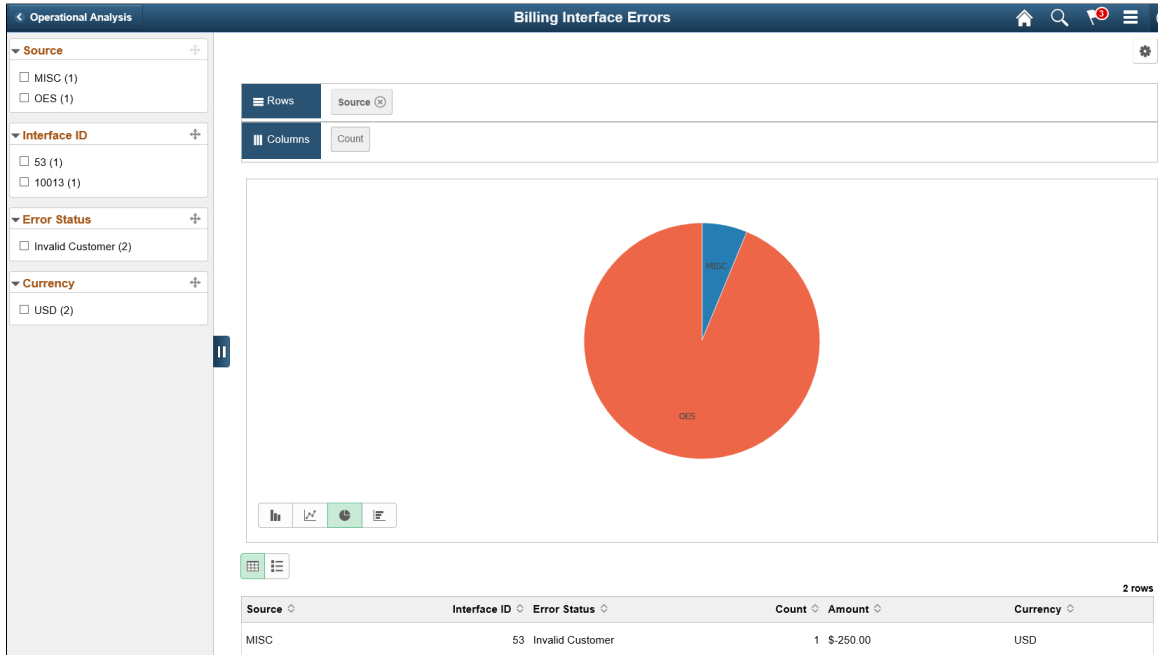 Operational Analysis
Billing Interface Errors
3
Source
MISC (1)
OES (1)
Interface ID
53 (1)
10013 (1)
Error Status
Invalid Customer (2)
Currency
USD (2)
Rows
Source
Columns
Count
MISC
OES
2 rows
Source Interface ID Error Status Count Amount Currency
MISC 53 Invalid Customer 1 $-250.00 USD